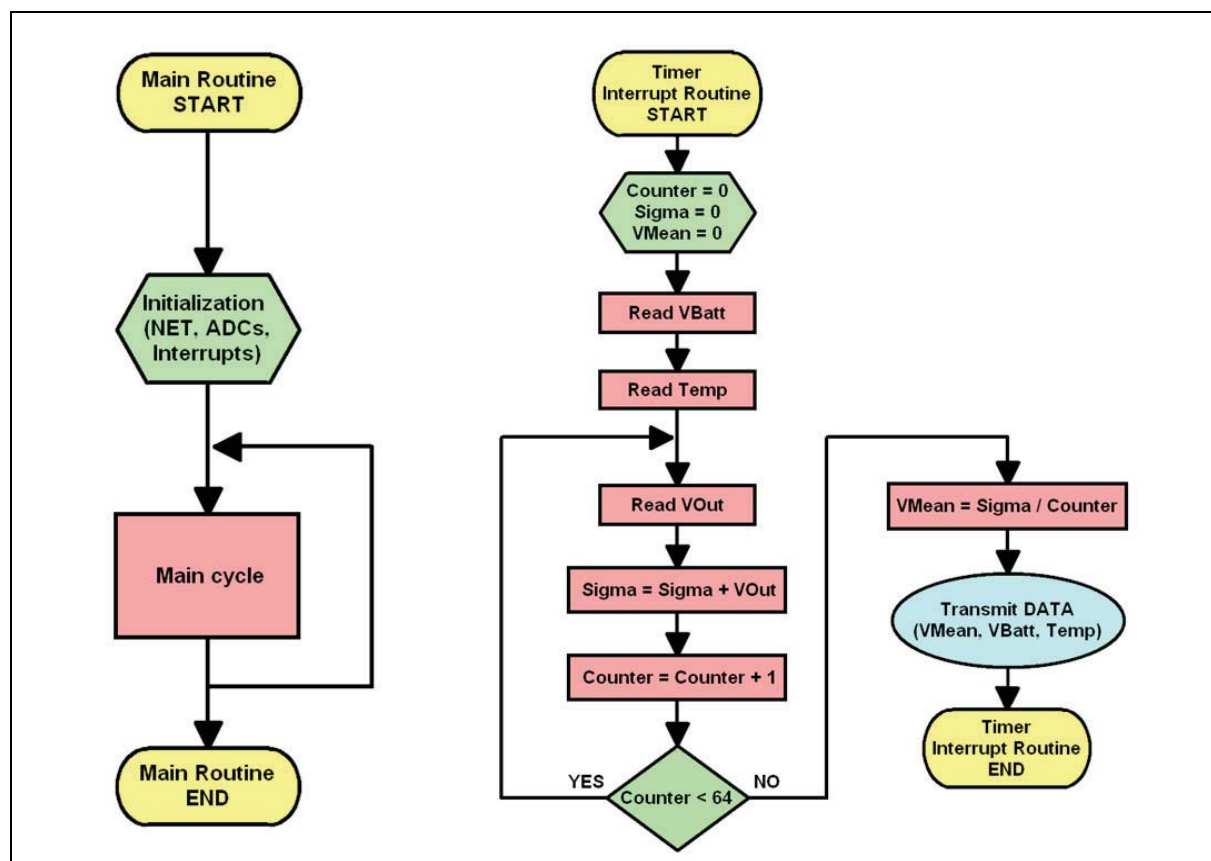 Main Routine
START
Initialization
(NET, ADCs,
Interrupts)
Main cycle
Main Routine
END
Timer
Interrupt Routine
START
Counter = 0
Sigma = 0
VMean = 0
Read VBatt
Read Temp
Read VOut
Sigma = Sigma + VOut
Counter = Counter + 1
YES
Counter < 64
NO
VMean = Sigma / Counter
Transmit DATA
(VMean, VBatt, Temp)
Timer
Interrupt Routine
END